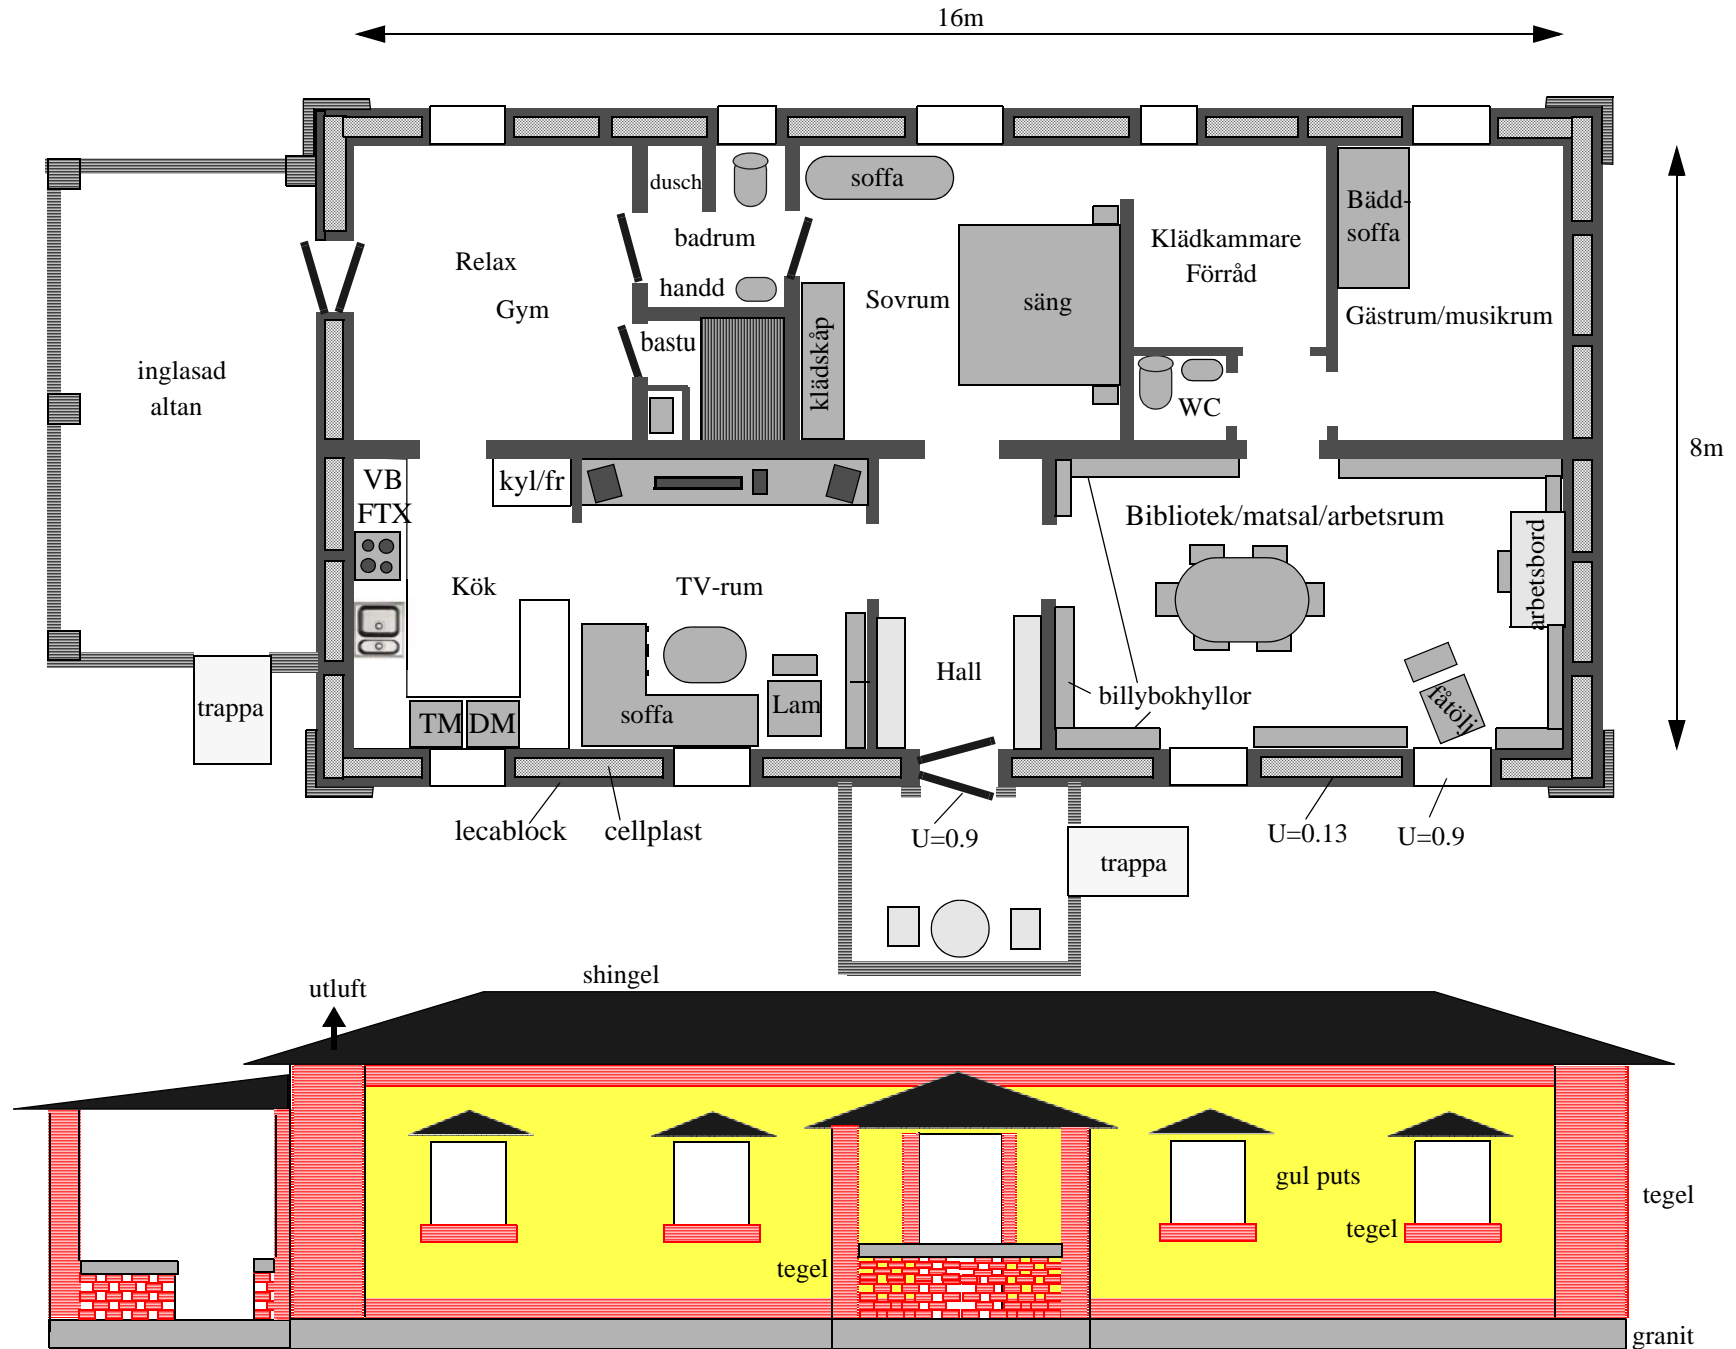 16m
dusch
soffa
Bädd-
soffa
badrum
Klädkammare
Förråd
Relax
Gym
handd
Sovrum
säng
Gästrum/musikrum
bastu
klädskåp
inglasad
altan
WC
8m
VB
FTX
kyl/fr
Bibliotek/matsal/arbetsrum
arbetsbord
Kök
TV-rum
Hall
billybokhyllor
fåtölj
trappa
TM
DM
soffa
Lam
lecablock
cellplast
U=0.9
U=0.13
U=0.9
trappa
shingel
utluft
gul puts
tegel
tegel
tegel
granit